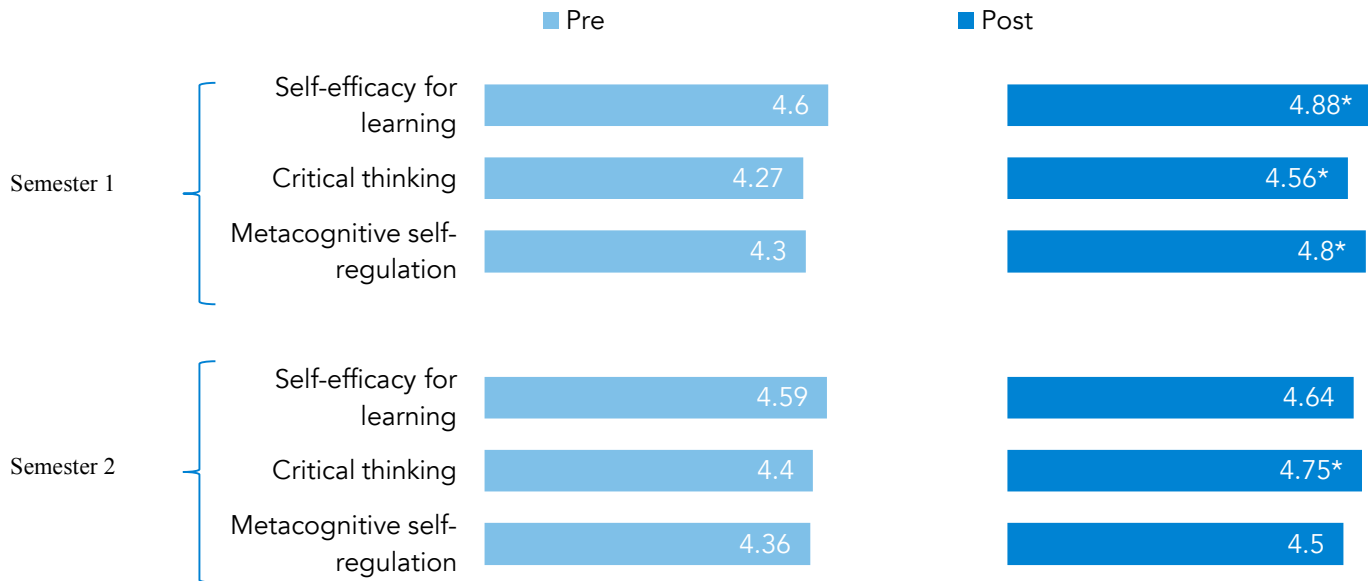 Pre Post
Self-efficacy for
learning
4.6 4.88*
Semester 1
Critical thinking
4.27 4.56*
Metacognitive self-
regulation
4.3 4.8*
Self-efficacy for
learning
4.59 4.64
Semester 2
Critical thinking
4.4 4.75*
Metacognitive self-
regulation
4.36 4.5